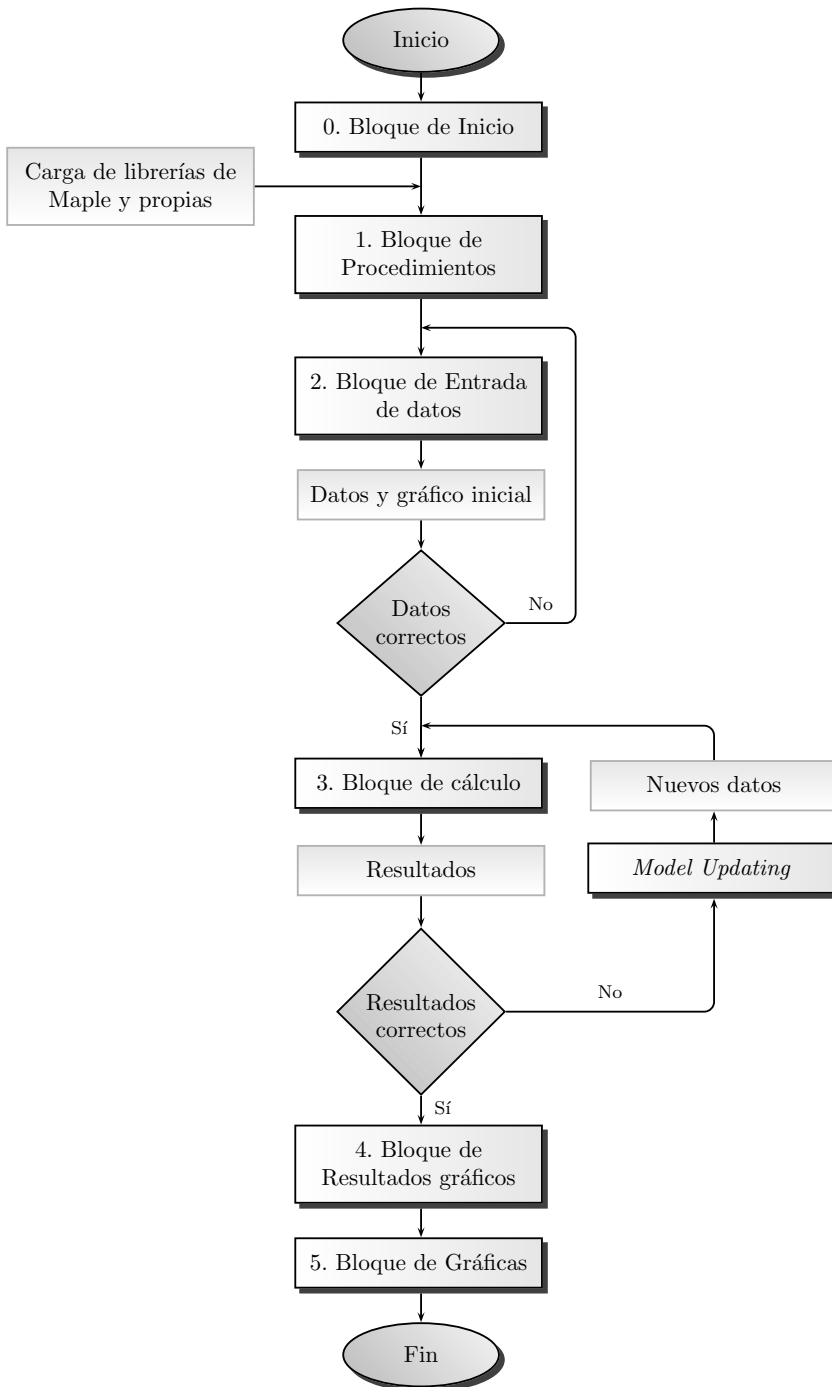 Inicio
0. Bloque de Inicio
Carga de librerías de
Maple y propias
1. Bloque de
Procedimientos
2. Bloque de Entrada
de datos
Datos y gráfico inicial
Datos
correctos
No
Sí
3. Bloque de cálculo
Nuevos datos
Resultados
Model Updating
Resultados
correctos
No
Sí
4. Bloque de
Resultados gráficos
5. Bloque de Gráficas
Fin